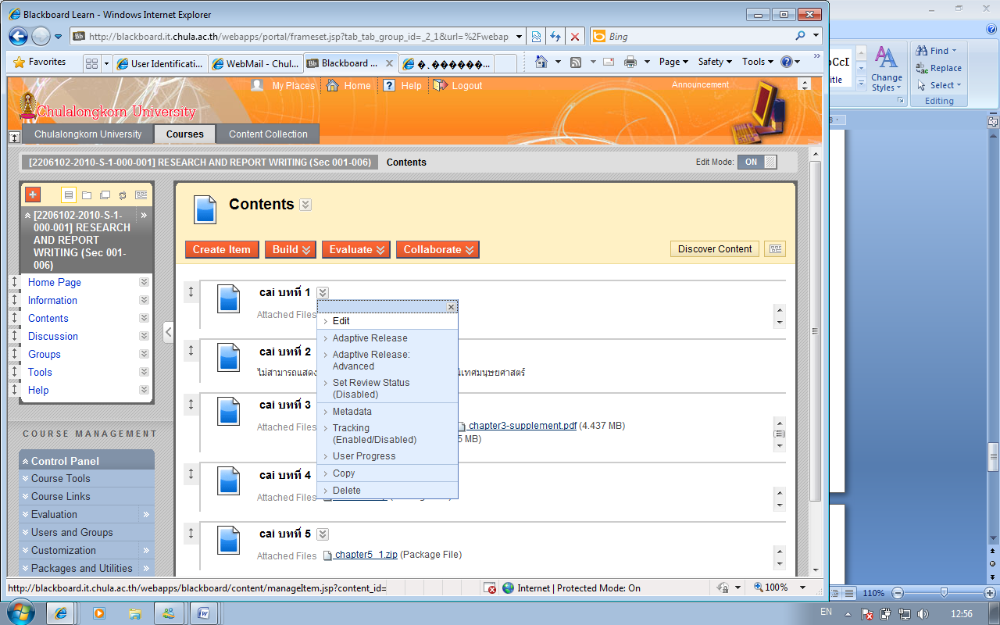 Blackboard Learn - Windows Internet Explorer
http://blackboard.it.chula.ac.th/webapps/portal/frameset.jsp?tab_tab_group_id=_2_1&url=%2Fwebap
Bing
Favorites
User Identificati...
WebMail - Chul...
Blackboard ...
Page
Safety
Tools
Find
Replace
Select
Editing
Change
Styles
My Places
Home
Help
Logout
Announcement
Chulalongkorn University
Chulalongkorn University
Courses
Content Collection
[2206102-2010-S-1-000-001] RESEARCH AND REPORT WRITING (Sec 001-006)
Contents
Edit Mode:
ON
[2206102-2010-S-1-
000-001] RESEARCH
AND REPORT
WRITING (Sec 001-
006)
Home Page
Information
Contents
Discussion
Groups
Tools
Help
COURSE MANAGEMENT
Control Panel
Course Tools
Course Links
Evaluation
Users and Groups
Customization
Packages and Utilities
Contents
Create Item
Build
Evaluate
Collaborate
Discover Content
cai บทที่ 1
Attached Files
Edit
Adaptive Release
Adaptive Release:
Advanced
Set Review Status
(Disabled)
Metadata
Tracking
(Enabled/Disabled)
User Progress
Copy
Delete
cai บทที่ 2
ไม่สามารถแสดง
นิเทศมนุษยศาสตร์
cai บทที่ 3
Attached Files
chapter3-supplement.pdf (4.437 MB)
MB)
cai บทที่ 4
Attached Files
cai บทที่ 5
Attached Files
chapter5_1.zip (Package File)
http://blackboard.it.chula.ac.th/webapps/blackboard/content/manageItem.jsp?content_id=
Internet | Protected Mode: On
100%
110%
EN
12:56